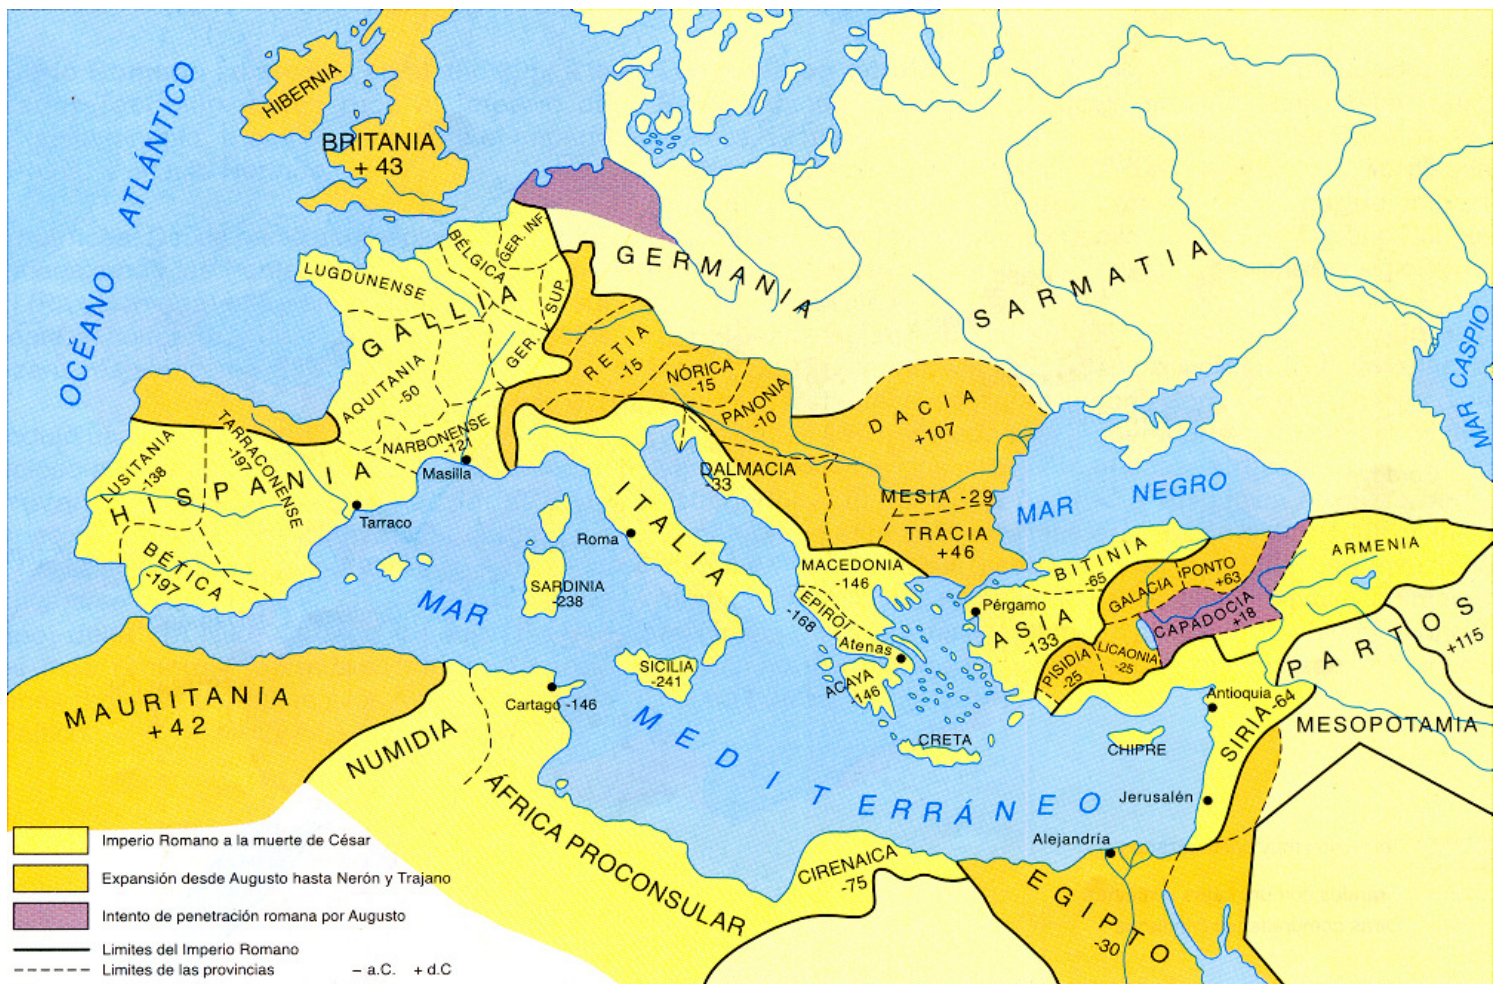 HIBERNIA
BRITANIA
+ 43
OCÉANO ATLÁNTICO
GERMANIA
SARMATIA
MAR CASPIO
LUGDUNENSE
BÉLGICA
GER. INF.
GER. SUP.
GALLIA
AQUITANIA
-50
NARBONENSE
-121
Masilla
RETIA
-15
NÓRICA
-15
PANONIA
-10
DACIA
+107
DALMACIA
-33
MESIA -29
TRACIA
+46
MAR NEGRO
LUSITANIA
-138
TARRACONENSE
-197
HISPANIA
BÉTICA
-197
Tarraco
ITALIA
Roma
SARDINIA
-238
SICILIA
-241
MACEDONIA
-146
EPIRO
-168
Atenas
ACAYA
-146
CRETA
BITINIA
-65
Pérgamo
ASIA
-133
GALACIA
PONTO
+63
CAPADOCIA
+18
PISIDIA
-25
LICAONIA
-25
ARMENIA
PARTOS
+115
MESOPOTAMIA
Antioquia
SIRIA -64
CHIPRE
Jerusalén
MAR MEDITERRÁNEO
MAURITANIA
+42
NUMIDIA
Cartago -146
ÁFRICA PROCONSULAR
CIRENAICA
-75
Alejandría
EGIPTO
-30
Imperio Romano a la muerte de César
Expansión desde Augusto hasta Nerón y Trajano
Intento de penetración romana por Augusto
Limites del Imperio Romano
Limites de las provincias – a.C. + d.C